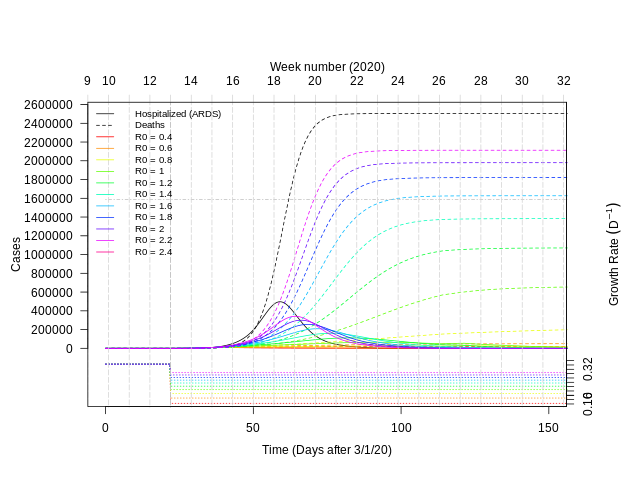 Week number (2020)
9 10 12 14 15 17 18 19 20 22 24 26 28 30 32
2600000
2400000
2200000
2000000
1800000
1600000
1400000
1200000
1000000
800000
600000
400000
200000
0
Cases
Hospitalized (ARDS)
Deaths
R0 = 0.4
R0 = 0.6
R0 = 0.8
R0 = 1
R0 = 1.2
R0 = 1.4
R0 = 1.6
R0 = 1.8
R0 = 2
R0 = 2.2
R0 = 2.4
Growth Rate (D⁻¹)
0.32
0.16
0 50 100 150
Time (Days after 3/1/20)